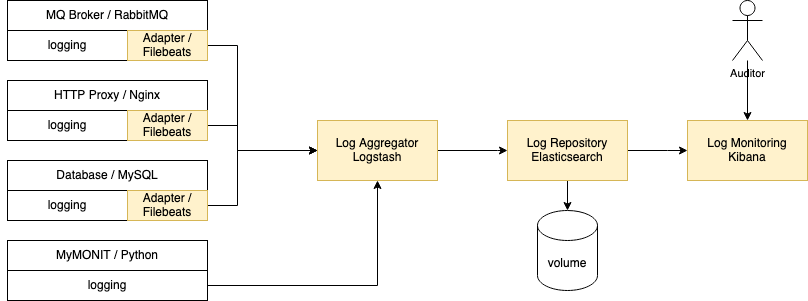 MQ Broker / RabbitMQ
logging
Adapter /
Filebeats
HTTP Proxy / Nginx
logging
Adapter /
Filebeats
Database / MySQL
logging
Adapter /
Filebeats
MyMONIT / Python
logging
Log Aggregator
Logstash
Log Repository
Elasticsearch
volume
Auditor
Log Monitoring
Kibana